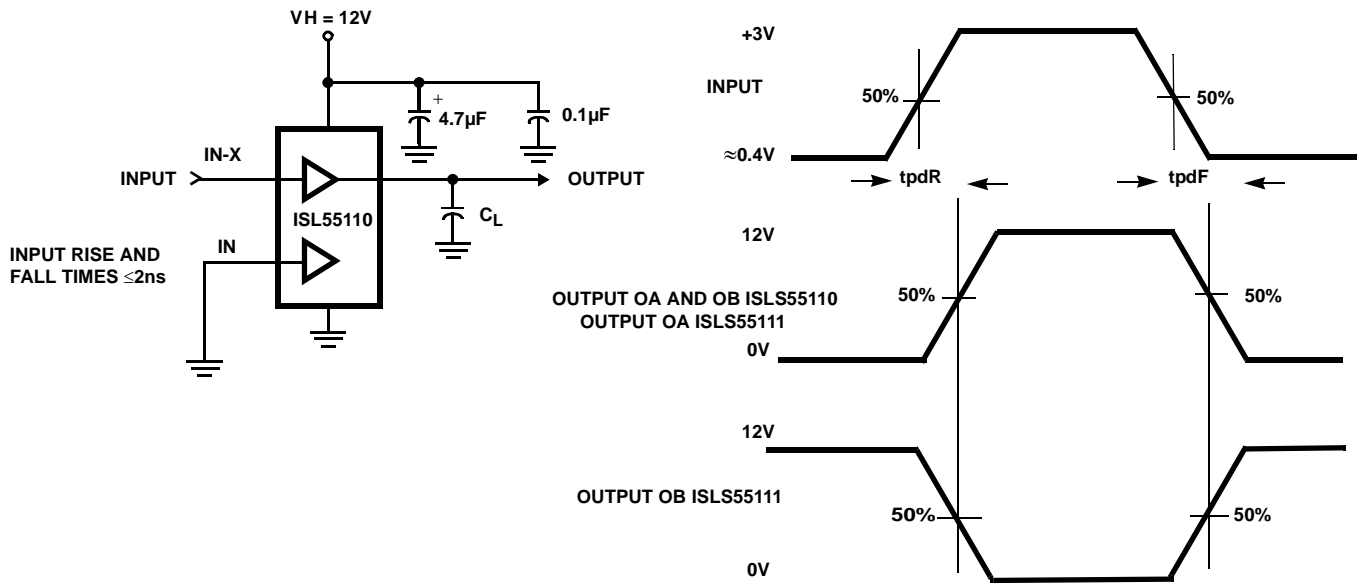 VH = 12V
+
4.7µF
0.1µF
IN-X
INPUT
OUTPUT
ISL55110
CL
IN
INPUT RISE AND
FALL TIMES ≤2ns
+3V
INPUT
50%
50%
≈0.4V
tpdR
tpdF
12V
OUTPUT OA AND OB ISLS55110
OUTPUT OA ISLS55111
50%
50%
0V
12V
OUTPUT OB ISLS55111
50%
50%
0V